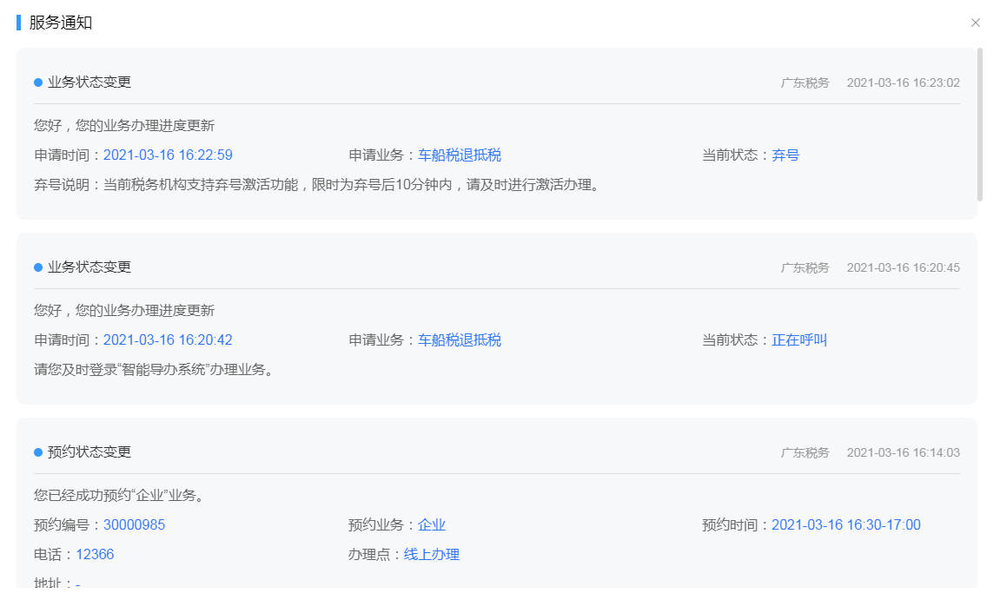 服务通知 ×
业务状态变更 广东税务 2021-03-16 16:23:02
您好，您的业务办理进度更新
申请时间：2021-03-16 16:22:59 申请业务：车船税退抵税 当前状态：弃号
弃号说明：当前税务机构支持弃号激活功能，限时为弃号后10分钟内，请及时进行激活办理。
业务状态变更 广东税务 2021-03-16 16:20:45
您好，您的业务办理进度更新
申请时间：2021-03-16 16:20:42 申请业务：车船税退抵税 当前状态：正在呼叫
请您及时登录“智能导办系统”办理业务。
预约状态变更 广东税务 2021-03-16 16:14:03
您已经成功预约“企业”业务。
预约编号：30000985 预约业务：企业 预约时间：2021-03-16 16:30-17:00
电话：12366 办理点：线上办理
地址：-